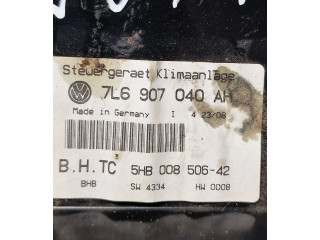 Steuergeraet Klimaanlage
7L6 907 040 AH
Made in Germany I 4 23/08
B.H.TC 5HB 008 506-42
BHB SW 4334 HW 0008